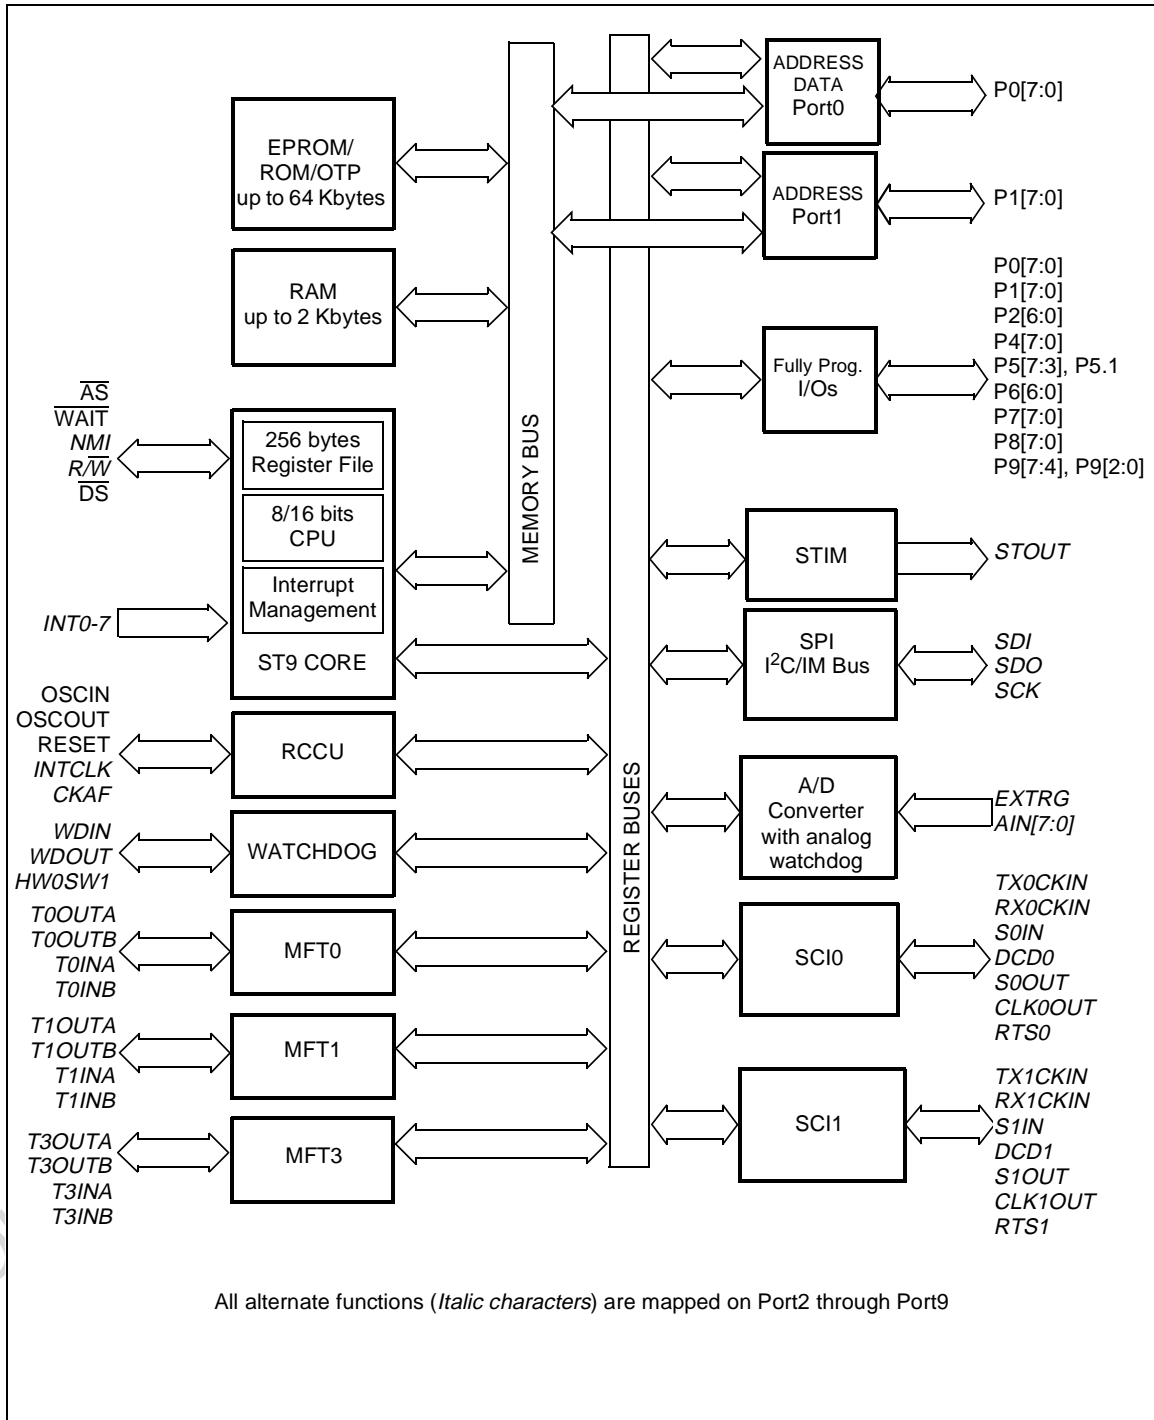 EPROM/
ROM/OTP
up to 64 Kbytes
RAM
up to 2 Kbytes
AS
WAIT
NMI
R/W
DS
256 bytes
Register File
8/16 bits
CPU
Interrupt
Management
ST9 CORE
INT0-7
OSCIN
OSCOUT
RESET
INTCLK
CKAF
RCCU
WDIN
WDOUT
HW0SW1
WATCHDOG
T0OUTA
T0OUTB
T0INA
T0INB
MFT0
T1OUTA
T1OUTB
T1INA
T1INB
MFT1
T3OUTA
T3OUTB
T3INA
T3INB
MFT3
MEMORY BUS
REGISTER BUSES
ADDRESS
DATA
Port0
P0[7:0]
ADDRESS
Port1
P1[7:0]
Fully Prog.
I/Os
P0[7:0]
P1[7:0]
P2[6:0]
P4[7:0]
P5[7:3], P5.1
P6[6:0]
P7[7:0]
P8[7:0]
P9[7:4], P9[2:0]
STIM
STOUT
SPI
I²C/IM Bus
SDI
SDO
SCK
A/D
Converter
with analog
watchdog
EXTRG
AIN[7:0]
SCI0
TX0CKIN
RX0CKIN
S0IN
DCD0
S0OUT
CLK0OUT
RTS0
SCI1
TX1CKIN
RX1CKIN
S1IN
DCD1
S1OUT
CLK1OUT
RTS1
All alternate functions (Italic characters) are mapped on Port2 through Port9